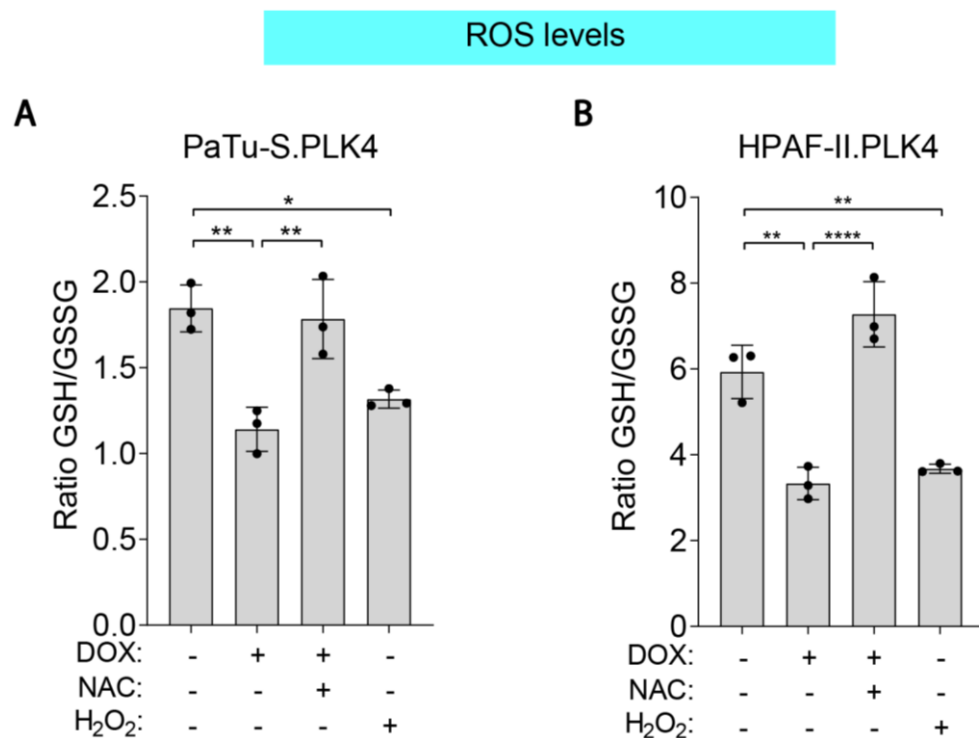 ROS levels
A
PaTu-S.PLK4
Ratio GSH/GSSG
2.5
2.0
1.5
1.0
0.5
0.0
*
** **
DOX: - + + -
NAC: - - + -
H₂O₂: - - - +
B
HPAF-II.PLK4
Ratio GSH/GSSG
10
8
6
4
2
0
**
** ****
DOX: - + + -
NAC: - - + -
H₂O₂: - - - +